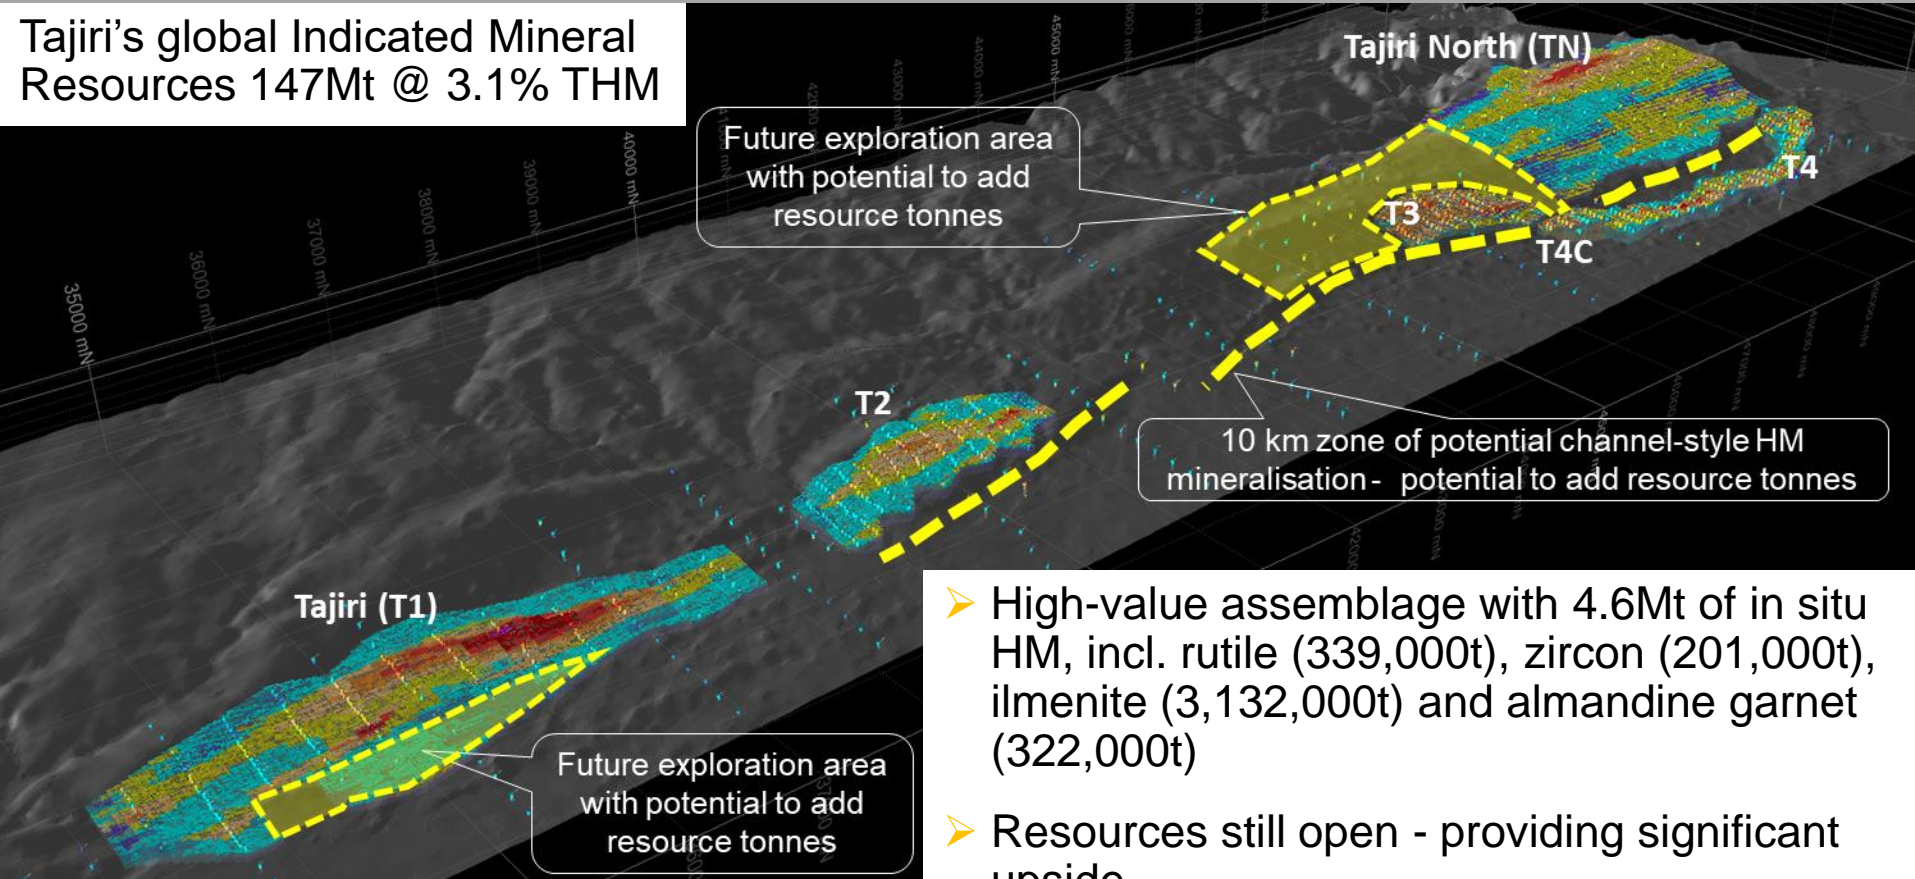 Tajiri's global Indicated Mineral
Resources 147Mt @ 3.1% THM
Tajiri North (TN)
Future exploration area
with potential to add
resource tonnes
T4
T3
T4C
45000 mN
44000 mN
43000 mN
40000 mN
39000 mN
38000 mN
37000 mN
36000 mN
35000 mN
T2
10 km zone of potential channel-style HM
mineralisation - potential to add resource tonnes
Tajiri (T1)
Future exploration area
with potential to add
resource tonnes
➢ High-value assemblage with 4.6Mt of in situ
HM, incl. rutile (339,000t), zircon (201,000t),
ilmenite (3,132,000t) and almandine garnet
(322,000t)
➢ Resources still open - providing significant
upside